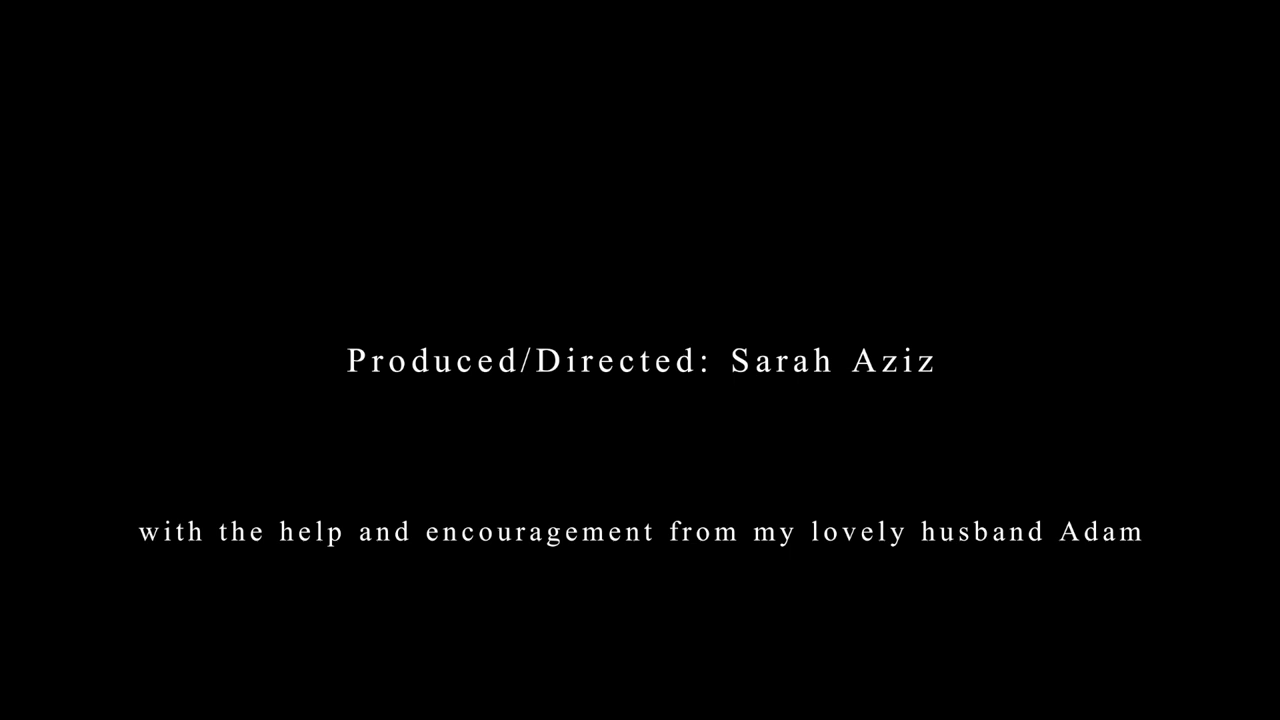 Produced/Directed: Sarah Aziz
with the help and encouragement from my lovely husband Adam